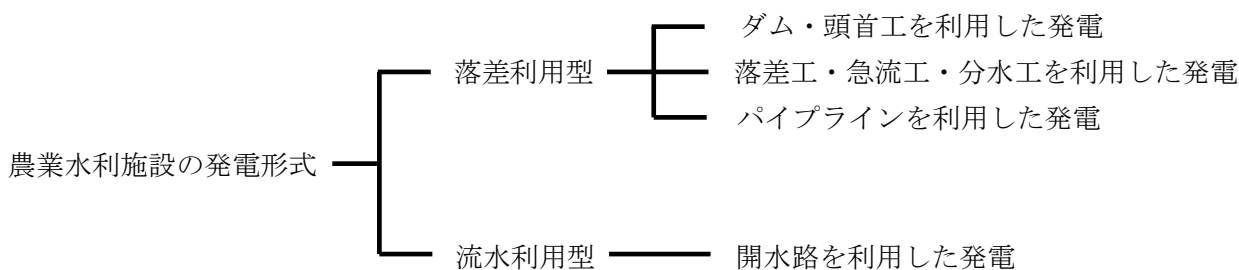 ダム・頭首工を利用した発電
落差利用型
落差工・急流工・分水工を利用した発電
パイプラインを利用した発電
農業水利施設の発電形式
流水利用型
開水路を利用した発電